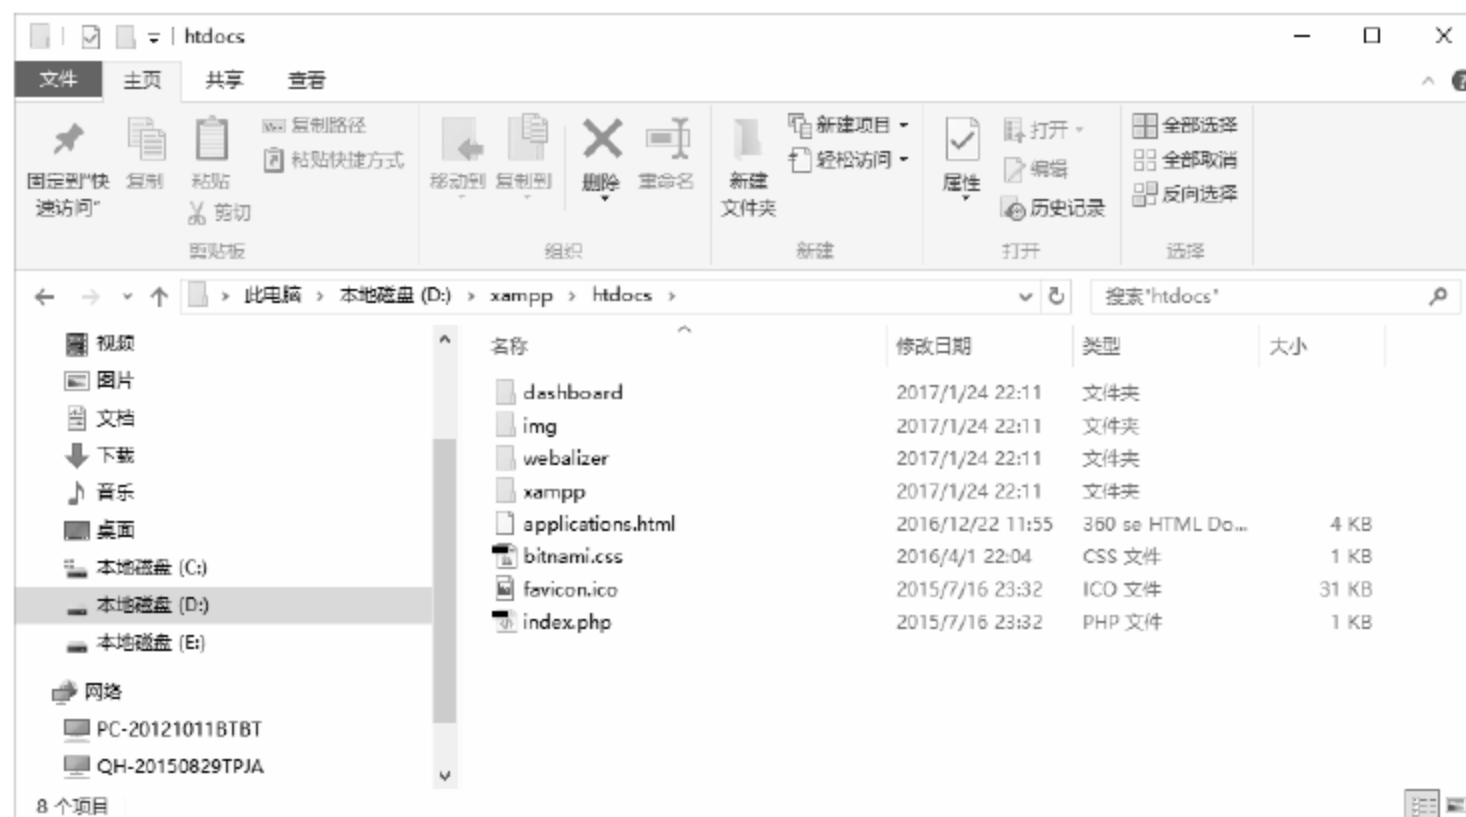 htdocs
文件 主页 共享 查看
固定到"快速访问" 复制 粘贴 复制路径 粘贴快捷方式 剪切 移动到 复制到 删除 重命名 新建文件夹 新建项目 轻松访问 属性 打开 编辑 历史记录 全部选择 全部取消 反向选择
剪贴板 组织 新建 打开 选择
此电脑 > 本地磁盘 (D:) > xampp > htdocs > 搜索"htdocs"
名称 修改日期 类型 大小
视频
图片
文档
下载
音乐
桌面
本地磁盘 (C:)
本地磁盘 (D:)
本地磁盘 (E:)
网络
PC-20121011BTBT
QH-20150829TPJA
dashboard 2017/1/24 22:11 文件夹
img 2017/1/24 22:11 文件夹
webalizer 2017/1/24 22:11 文件夹
xampp 2017/1/24 22:11 文件夹
applications.html 2016/12/22 11:55 360 se HTML Do... 4 KB
bitnami.css 2016/4/1 22:04 CSS 文件 1 KB
favicon.ico 2015/7/16 23:32 ICO 文件 31 KB
index.php 2015/7/16 23:32 PHP 文件 1 KB
8 个项目